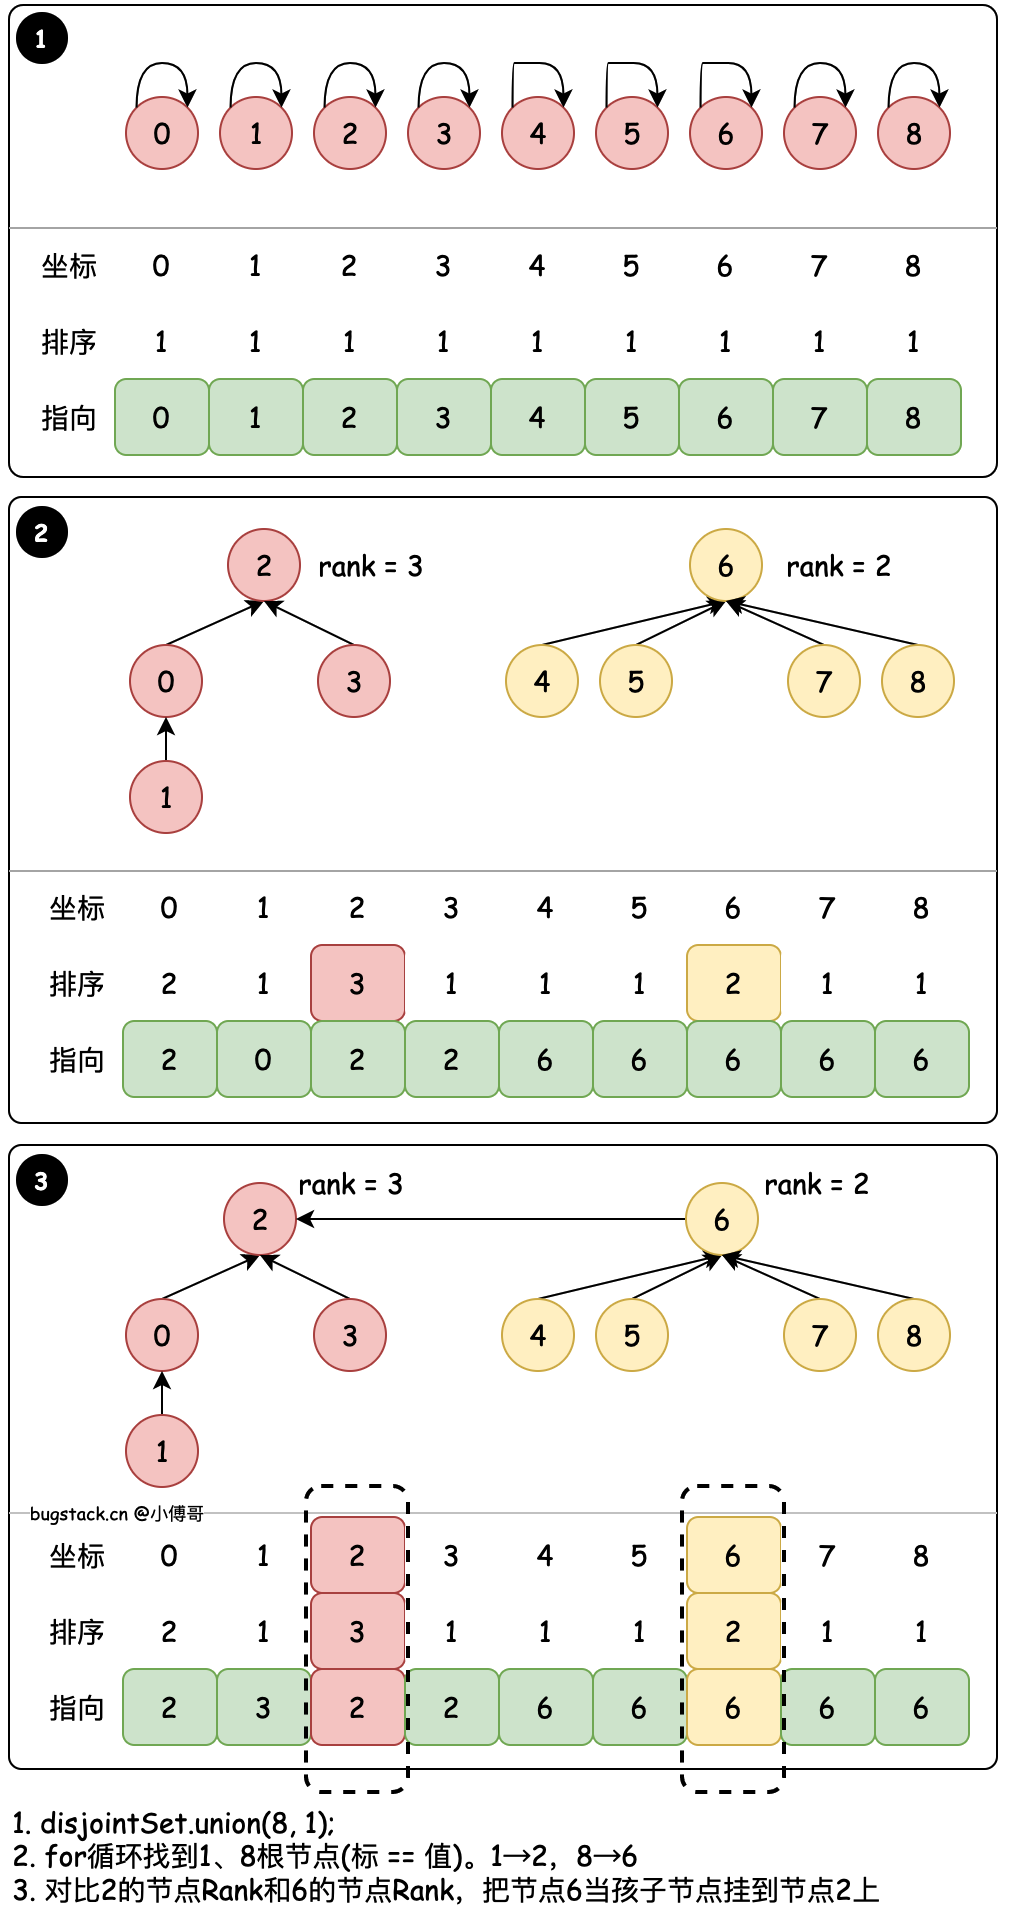 1
0 1 2 3 4 5 6 7 8
坐标 0 1 2 3 4 5 6 7 8
排序 1 1 1 1 1 1 1 1 1
指向 0 1 2 3 4 5 6 7 8
2
2 rank = 3 6 rank = 2
0 3 4 5 7 8
1
坐标 0 1 2 3 4 5 6 7 8
排序 2 1 3 1 1 1 2 1 1
指向 2 0 2 2 6 6 6 6 6
3
rank = 3 rank = 2
2 6
0 3 4 5 7 8
1
bugstack.cn @小傅哥
坐标 0 1 2 3 4 5 6 7 8
排序 2 1 3 1 1 1 2 1 1
指向 2 3 2 2 6 6 6 6 6
1. disjointSet.union(8, 1);
2. for循环找到1、8根节点(标 == 值)。1→2，8→6
3. 对比2的节点Rank和6的节点Rank，把节点6当孩子节点挂到节点2上